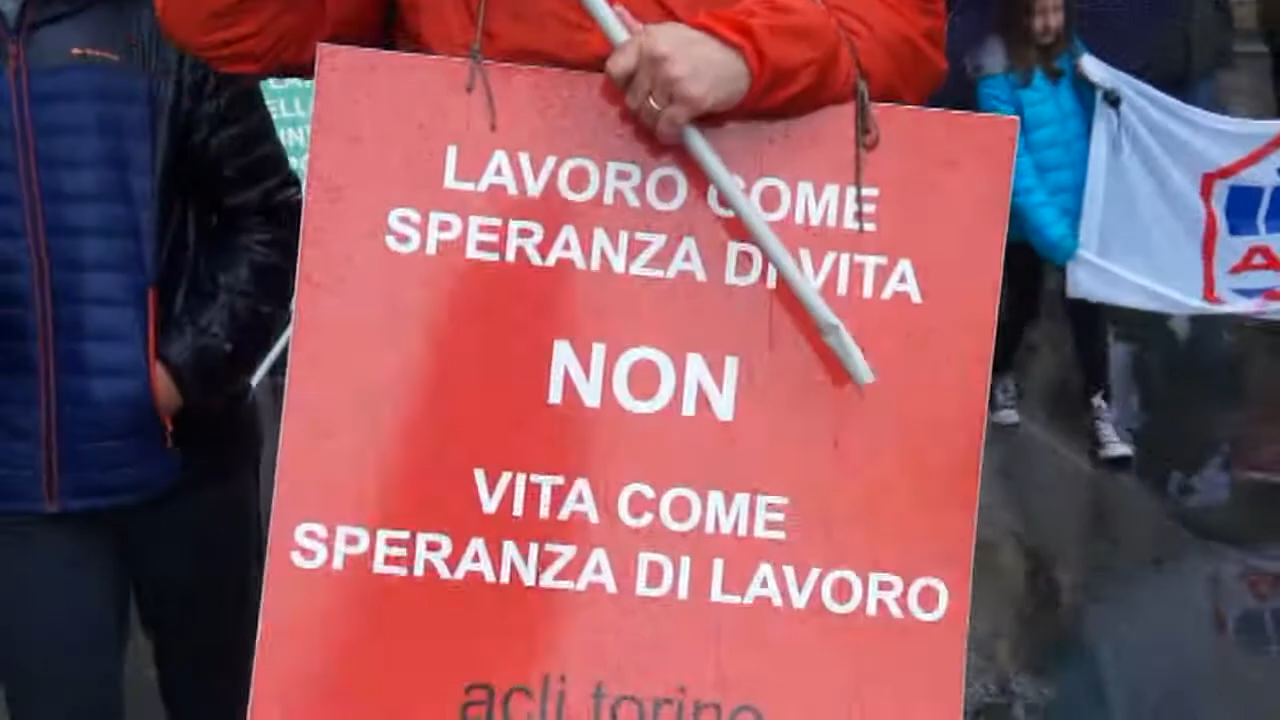 LAVORO COME
SPERANZA DI VITA
NON
VITA COME
SPERANZA DI LAVORO
acli torino